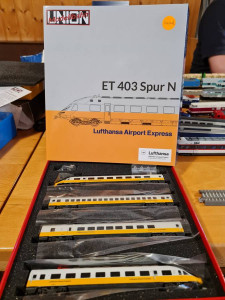 UNION
ET 403 Spur N
Lufthansa Airport Express
Lufthansa